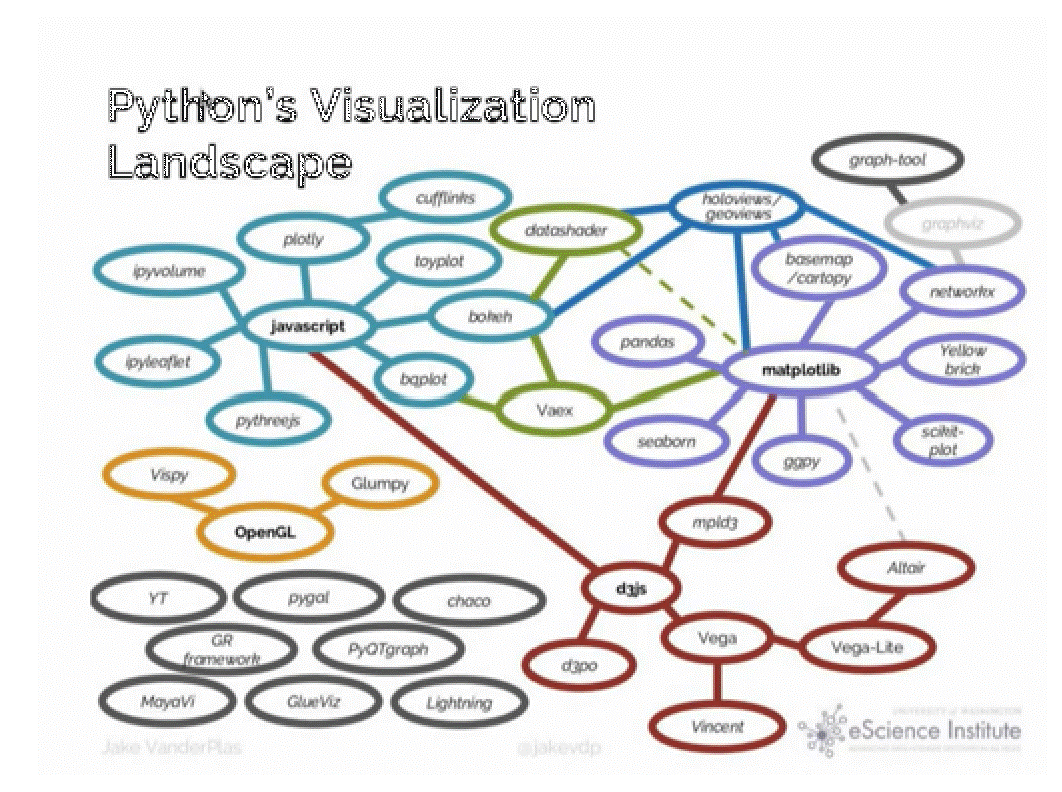 Python's Visualization
Landscape
graph-tool
cufflinks
holoviews/
geoviews
graphviz
datashader
plotly
toyplot
basemap
/cartopy
ipyvolume
networkx
bokeh
javascript
pandas
Yellow
brick
ipyleaflet
matplotlib
bqplot
Vaex
pythreejs
seaborn
scikit-
plot
ggpy
Vispy
Glumpy
OpenGL
mpld3
Altair
d3js
YT
pygal
chaco
GR
framework
PyQTgraph
Vega
Vega-Lite
d3po
MayaVi
GlueViz
Lightning
Vincent
UNIVERSITY of WASHINGTON
eScience Institute
Jake VanderPlas
@jakevdp